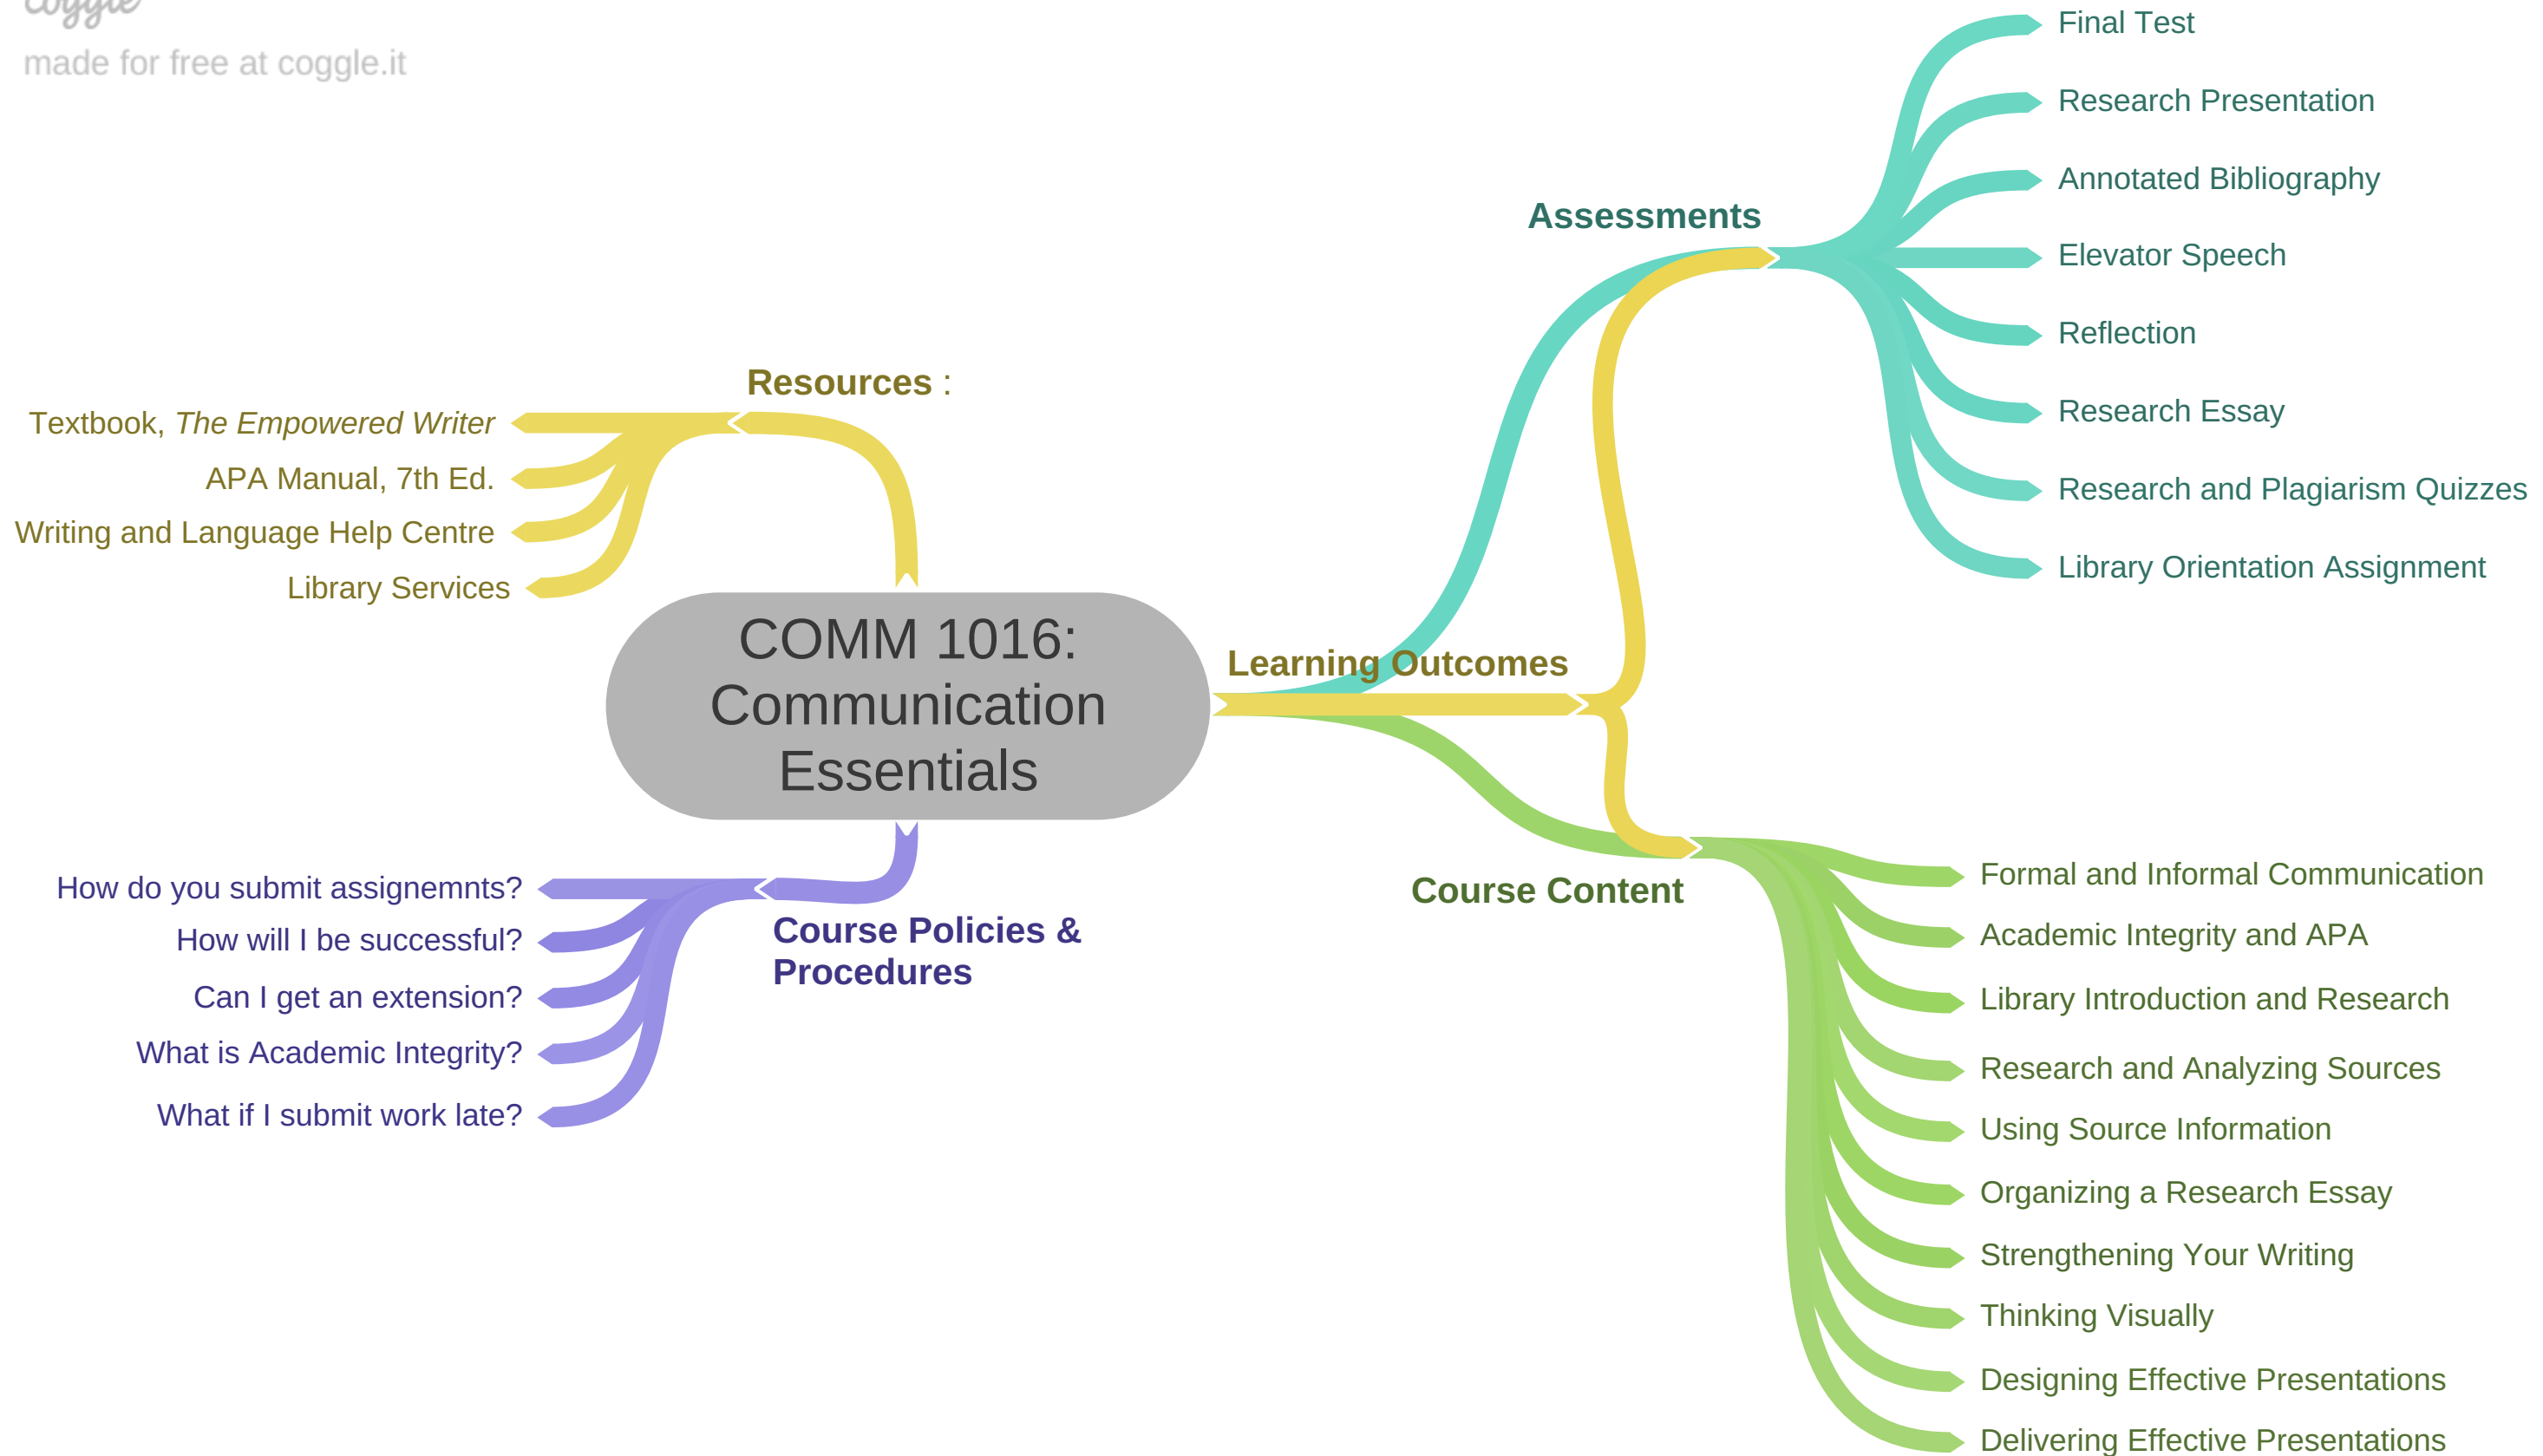 coggle
made for free at coggle.it
Resources :
Textbook, The Empowered Writer
APA Manual, 7th Ed.
Writing and Language Help Centre
Library Services
COMM 1016:
Communication
Essentials
How do you submit assignemnts?
How will I be successful?
Can I get an extension?
What is Academic Integrity?
What if I submit work late?
Course Policies &
Procedures
Learning Outcomes
Assessments
Final Test
Research Presentation
Annotated Bibliography
Elevator Speech
Reflection
Research Essay
Research and Plagiarism Quizzes
Library Orientation Assignment
Course Content
Formal and Informal Communication
Academic Integrity and APA
Library Introduction and Research
Research and Analyzing Sources
Using Source Information
Organizing a Research Essay
Strengthening Your Writing
Thinking Visually
Designing Effective Presentations
Delivering Effective Presentations